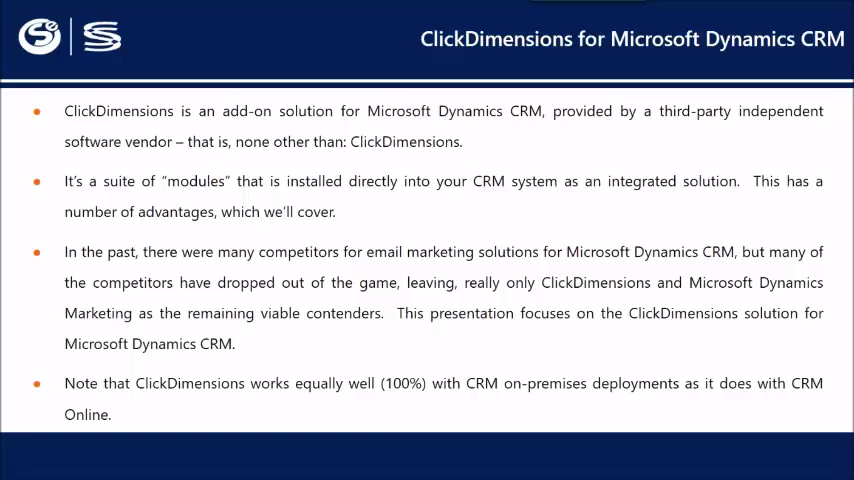 ClickDimensions for Microsoft Dynamics CRM
• ClickDimensions is an add-on solution for Microsoft Dynamics CRM, provided by a third-party independent
software vendor – that is, none other than: ClickDimensions.
• It's a suite of “modules” that is installed directly into your CRM system as an integrated solution. This has a
number of advantages, which we'll cover.
• In the past, there were many competitors for email marketing solutions for Microsoft Dynamics CRM, but many of
the competitors have dropped out of the game, leaving, really only ClickDimensions and Microsoft Dynamics
Marketing as the remaining viable contenders. This presentation focuses on the ClickDimensions solution for
Microsoft Dynamics CRM.
• Note that ClickDimensions works equally well (100%) with CRM on-premises deployments as it does with CRM
Online.